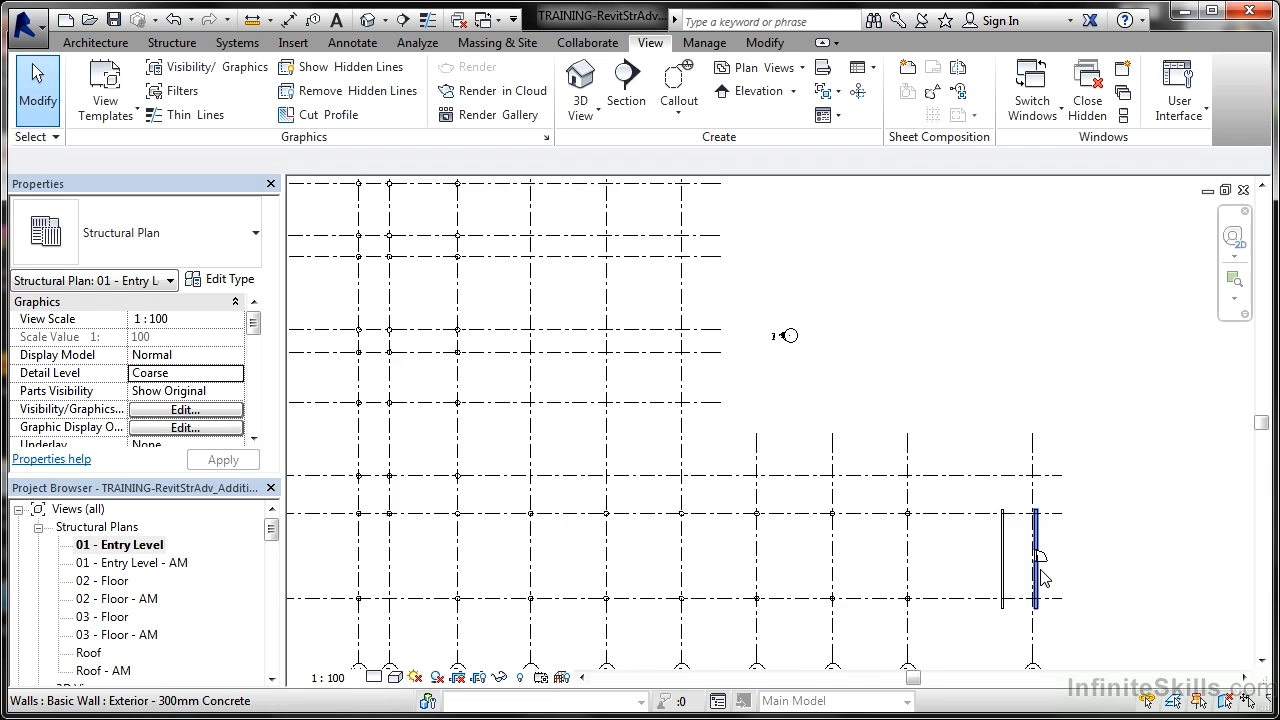 TRAINING-RevitStrAdv...
Type a keyword or phrase
Sign In
Architecture Structure Systems Insert Annotate Analyze Massing & Site Collaborate View Manage Modify
Modify
View Templates
Visibility/ Graphics
Filters
Thin Lines
Show Hidden Lines
Remove Hidden Lines
Cut Profile
Render
Render in Cloud
Render Gallery
3D View
Section
Callout
Plan Views
Elevation
Switch Windows
Close Hidden
User Interface
Select Graphics Create Sheet Composition Windows
Properties
Structural Plan
Structural Plan: 01 - Entry L
Edit Type
Graphics
View Scale 1 : 100
Scale Value 1: 100
Display Model Normal
Detail Level Coarse
Parts Visibility Show Original
Visibility/Graphics... Edit...
Graphic Display O... Edit...
Underlay None
Properties help
Apply
Project Browser - TRAINING-RevitStrAdv_Additi...
Views (all)
Structural Plans
01 - Entry Level
01 - Entry Level - AM
02 - Floor
02 - Floor - AM
03 - Floor
03 - Floor - AM
Roof
Roof - AM
2D
1 : 100
InfiniteSkills.com
Walls : Basic Wall : Exterior - 300mm Concrete
:0
Main Model